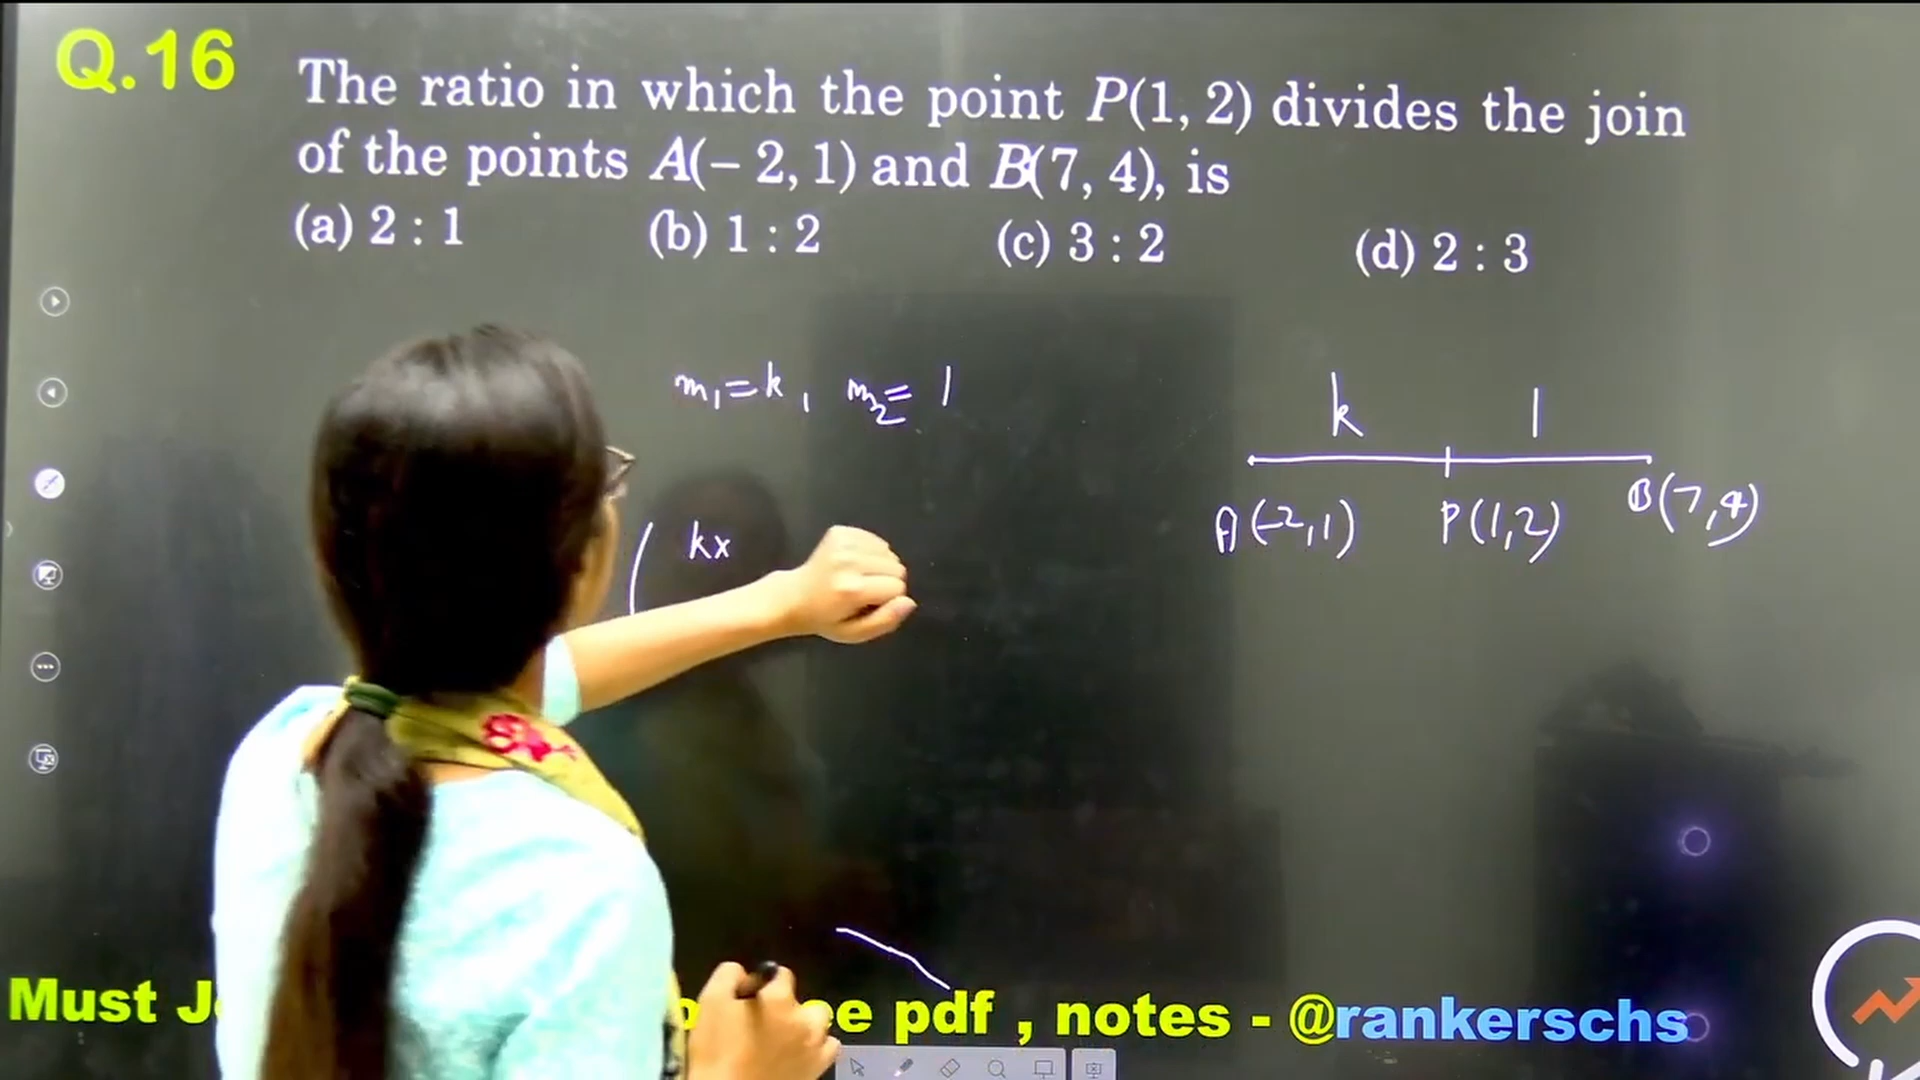 Q.16
The ratio in which the point P(1, 2) divides the join
of the points A(– 2, 1) and B(7, 4), is
(a) 2 : 1 (b) 1 : 2 (c) 3 : 2 (d) 2 : 3
m₁=k, m₂= 1
k 1
A(-2,1) P(1,2) B(7,4)
( kx
Must pdf , notes - @rankerschs